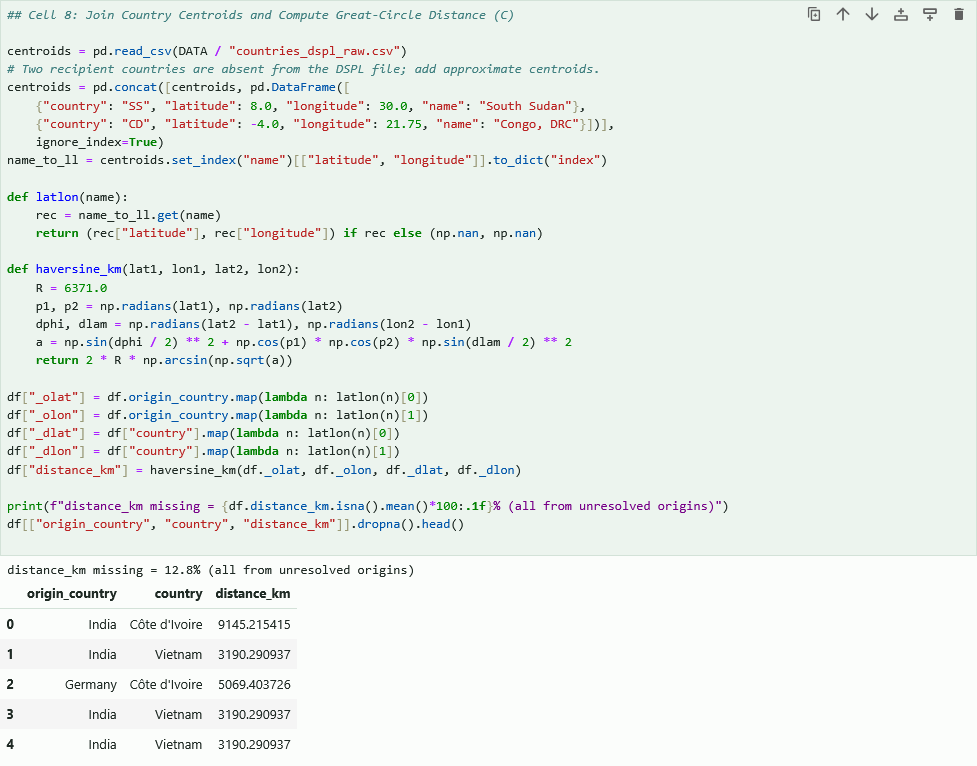 ## Cell 8: Join Country Centroids and Compute Great-Circle Distance (C)
centroids = pd.read_csv(DATA / "countries_dspl_raw.csv")
# Two recipient countries are absent from the DSPL file; add approximate centroids.
centroids = pd.concat([centroids, pd.DataFrame([
    {"country": "SS", "latitude": 8.0, "longitude": 30.0, "name": "South Sudan"},
    {"country": "CD", "latitude": -4.0, "longitude": 21.75, "name": "Congo, DRC"}])],
    ignore_index=True)
name_to_ll = centroids.set_index("name")[["latitude", "longitude"]].to_dict("index")
def latlon(name):
    rec = name_to_ll.get(name)
    return (rec["latitude"], rec["longitude"]) if rec else (np.nan, np.nan)
def haversine_km(lat1, lon1, lat2, lon2):
    R = 6371.0
    p1, p2 = np.radians(lat1), np.radians(lat2)
    dphi, dlam = np.radians(lat2 - lat1), np.radians(lon2 - lon1)
    a = np.sin(dphi / 2) ** 2 + np.cos(p1) * np.cos(p2) * np.sin(dlam / 2) ** 2
    return 2 * R * np.arcsin(np.sqrt(a))
df["_olat"] = df.origin_country.map(lambda n: latlon(n)[0])
df["_olon"] = df.origin_country.map(lambda n: latlon(n)[1])
df["_dlat"] = df["country"].map(lambda n: latlon(n)[0])
df["_dlon"] = df["country"].map(lambda n: latlon(n)[1])
df["distance_km"] = haversine_km(df._olat, df._olon, df._dlat, df._dlon)
print(f"distance_km missing = {df.distance_km.isna().mean()*100:.1f}% (all from unresolved origins)")
df[["origin_country", "country", "distance_km"]].dropna().head()
distance_km missing = 12.8% (all from unresolved origins)
origin_country country distance_km
0 India Côte d'Ivoire 9145.215415
1 India Vietnam 3190.290937
2 Germany Côte d'Ivoire 5069.403726
3 India Vietnam 3190.290937
4 India Vietnam 3190.290937